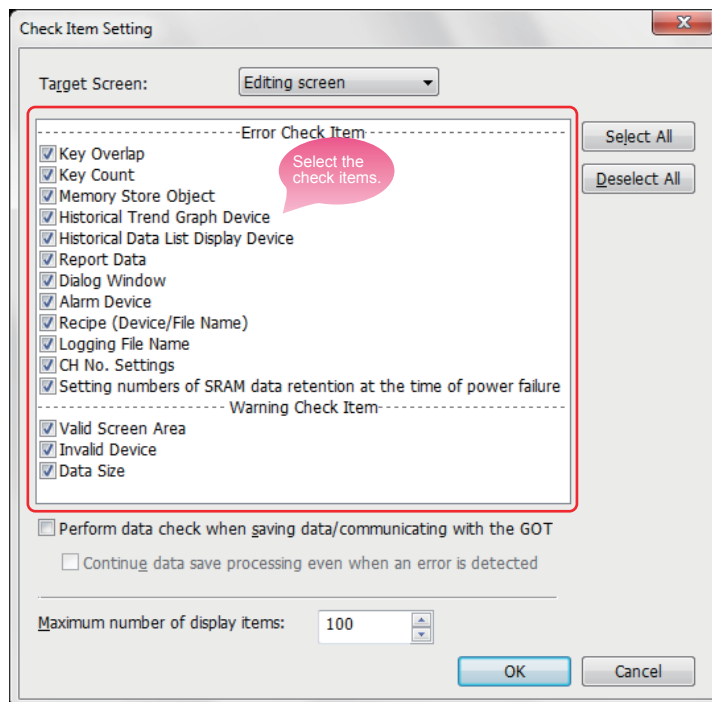 Check Item Setting
Target Screen: Editing screen
Error Check Item
Select All
Key Overlap
Select the
check items.
Key Count
Deselect All
Memory Store Object
Historical Trend Graph Device
Historical Data List Display Device
Report Data
Dialog Window
Alarm Device
Recipe (Device/File Name)
Logging File Name
CH No. Settings
Setting numbers of SRAM data retention at the time of power failure
Warning Check Item
Valid Screen Area
Invalid Device
Data Size
Perform data check when saving data/communicating with the GOT
Continue data save processing even when an error is detected
Maximum number of display items: 100
OK Cancel